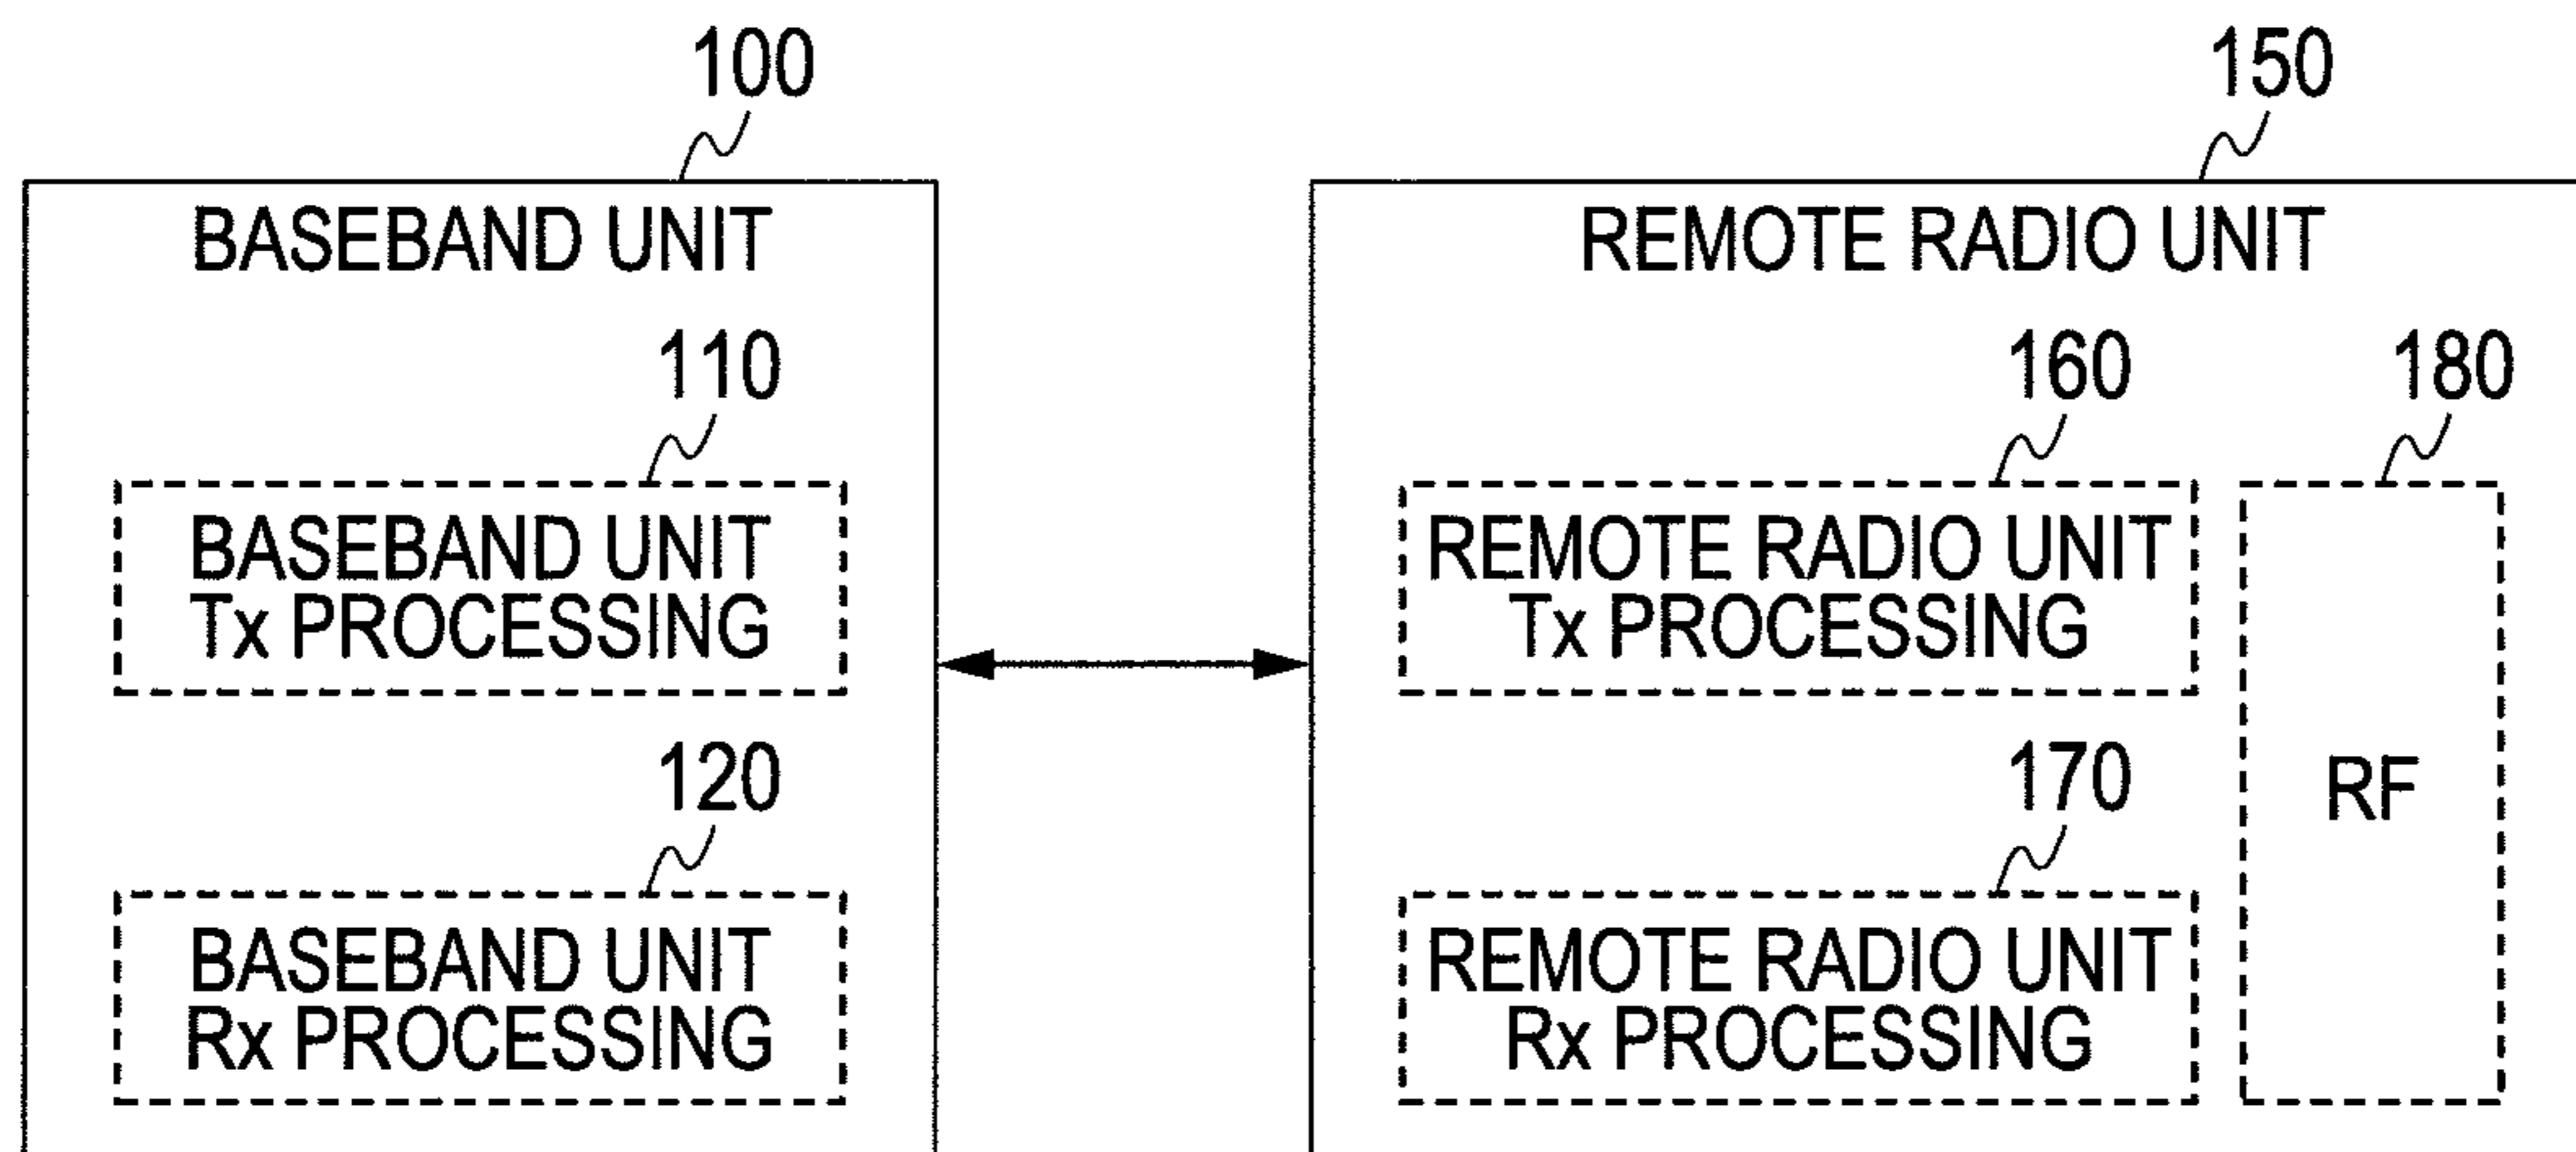 100
BASEBAND UNIT
110
BASEBAND UNIT
Tx PROCESSING
120
BASEBAND UNIT
Rx PROCESSING
150
REMOTE RADIO UNIT
160
REMOTE RADIO UNIT
Tx PROCESSING
170
REMOTE RADIO UNIT
Rx PROCESSING
180
RF